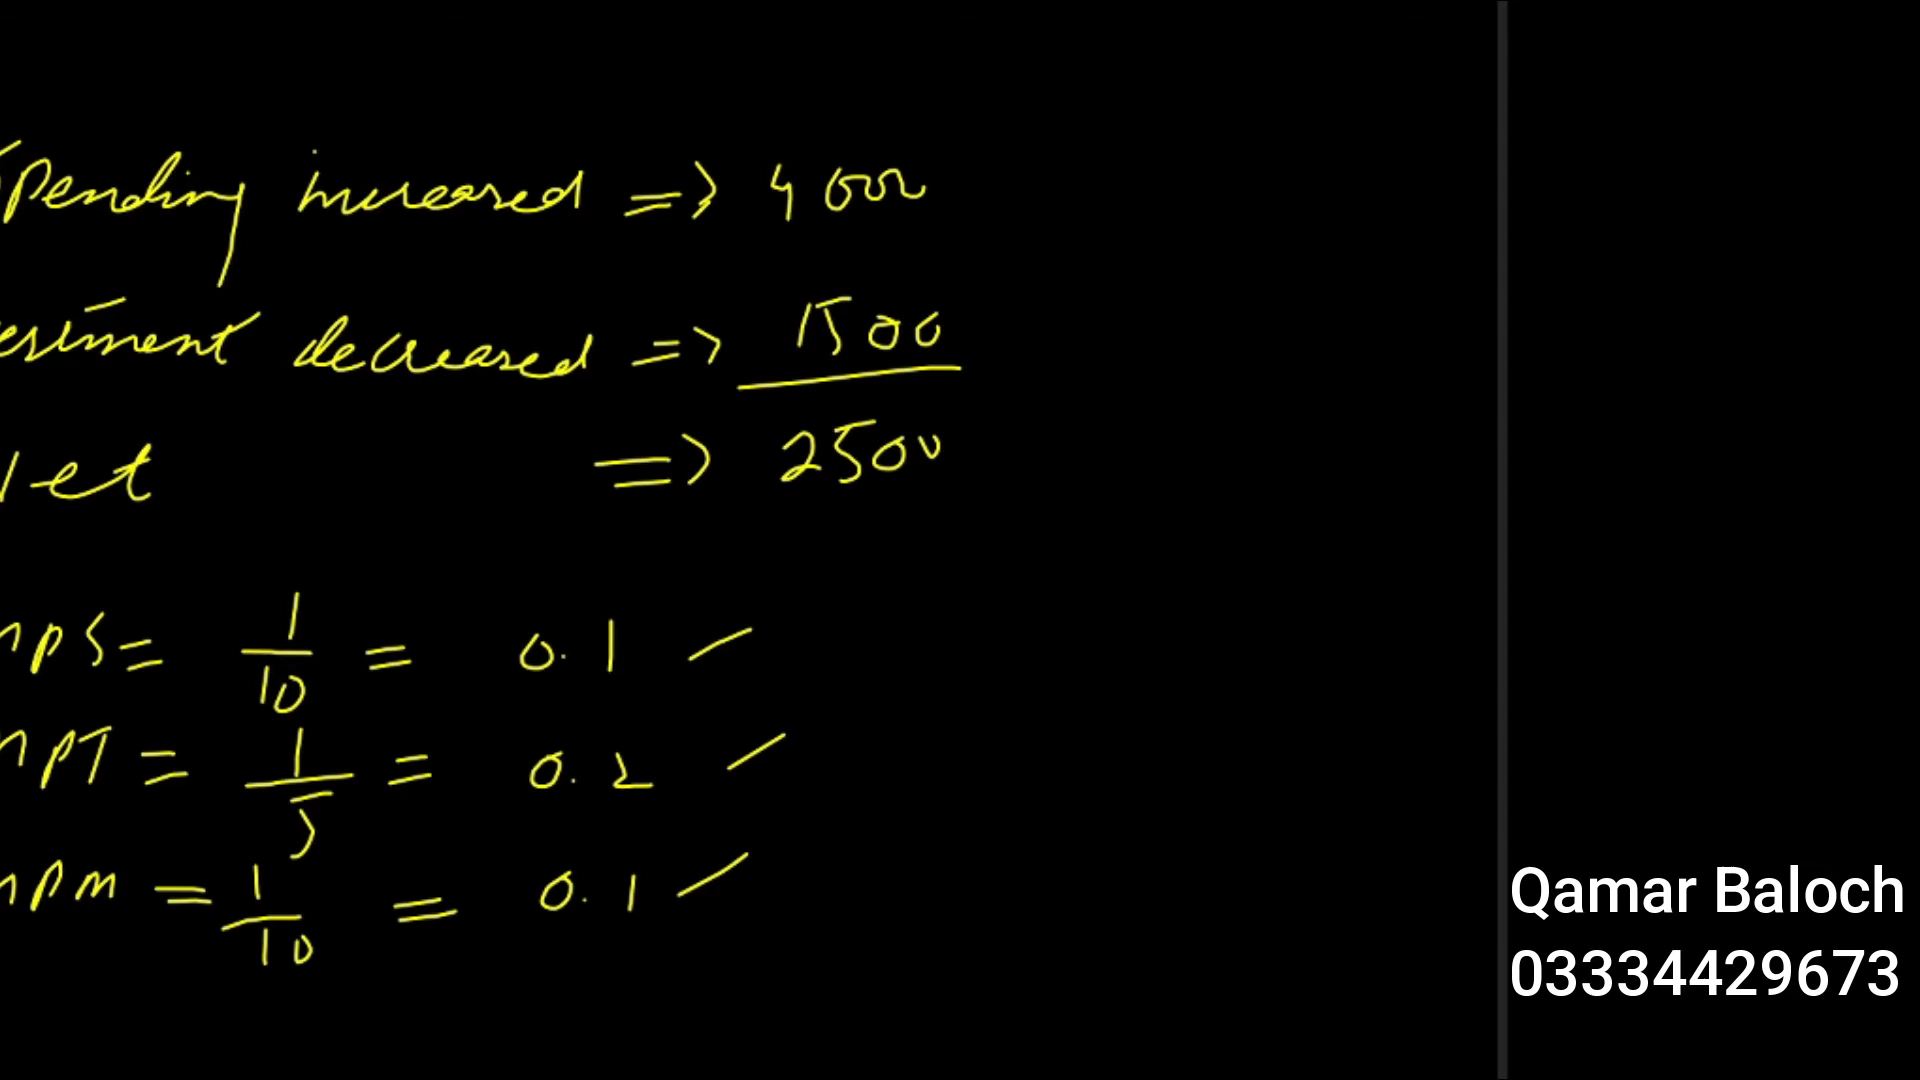 Spending increased => 4000
estment decreased => 1500
Net => 2500
MPS = 1/10 = 0.1
MPT = 1/5 = 0.2
MPM = 1/10 = 0.1
Qamar Baloch
03334429673